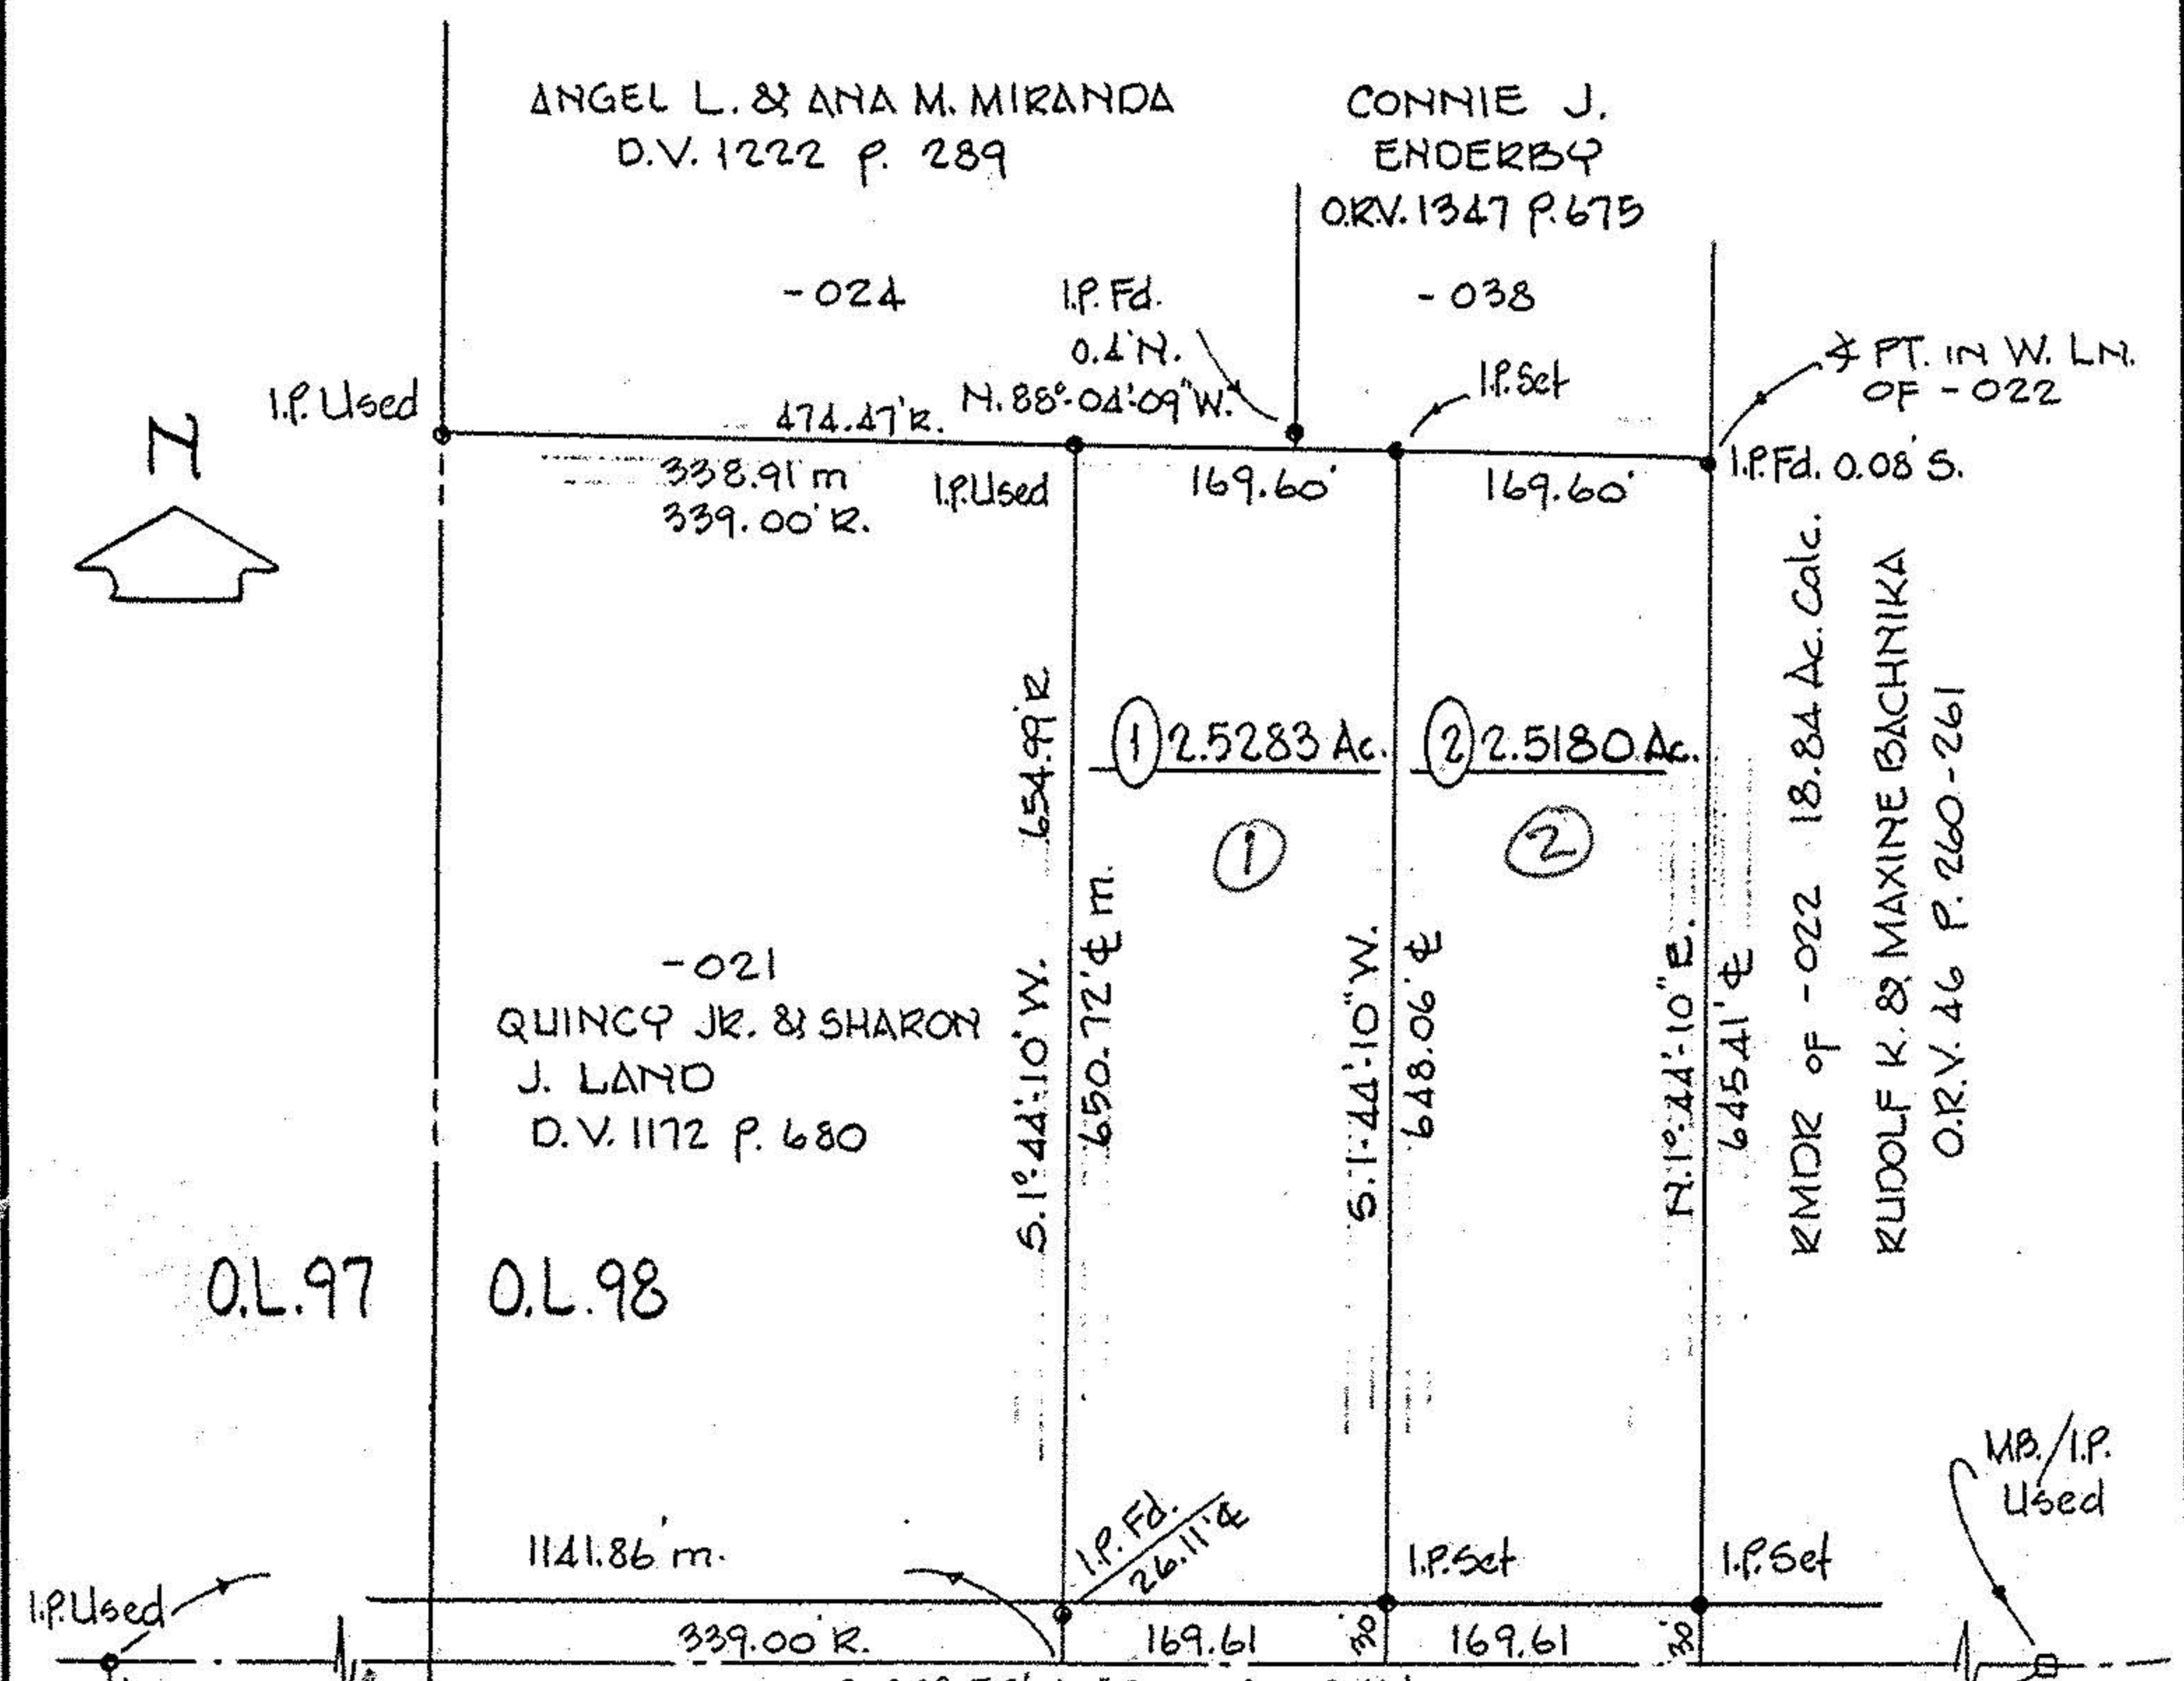 ANGEL L. & ANA M. MIRANDA
D.V. 1222 P. 289
CONNIE J.
ENDERBY
O.R.V. 1347 P. 675
-024
I.P. Fd.
0.4'N.
-038
I.P. Set
∡ PT. IN W. LN.
OF -022
I.P. Used
N
474.47'R.
N. 88°-04'-09"W.
338.91'm
339.00'R.
I.P. Used
169.60'
169.60'
I.P. Fd. 0.08'S.
1 2.5283 Ac.
2 2.5180 Ac.
1
2
S. 1°-44'-10"W. 654.99'R
650.72' ℄ m.
S. 1-44'-10"W.
648.06' ℄
N. 1°-44'-10"E.
645.41' ℄
RMDR OF -022 18.84 Ac. Calc.
RUDOLF K. & MAXINE BACHNIKA
O.R.V. 46 P. 260-261
-021
QUINCY JR. & SHARON
J. LAND
D.V. 1172 P. 680
O.L. 97
O.L. 98
MB./I.P.
Used
1141.86' m.
I.P. Fd.
26.11' ℄
I.P. Set
I.P. Set
I.P. Used
339.00'R.
169.61
30'
169.61
30'